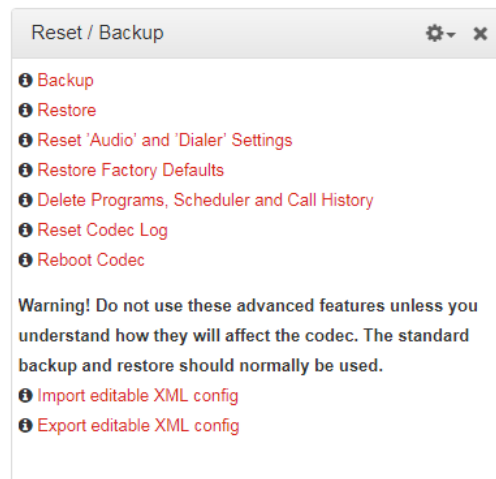 Reset / Backup
Backup
Restore
Reset 'Audio' and 'Dialer' Settings
Restore Factory Defaults
Delete Programs, Scheduler and Call History
Reset Codec Log
Reboot Codec
Warning! Do not use these advanced features unless you
understand how they will affect the codec. The standard
backup and restore should normally be used.
Import editable XML config
Export editable XML config